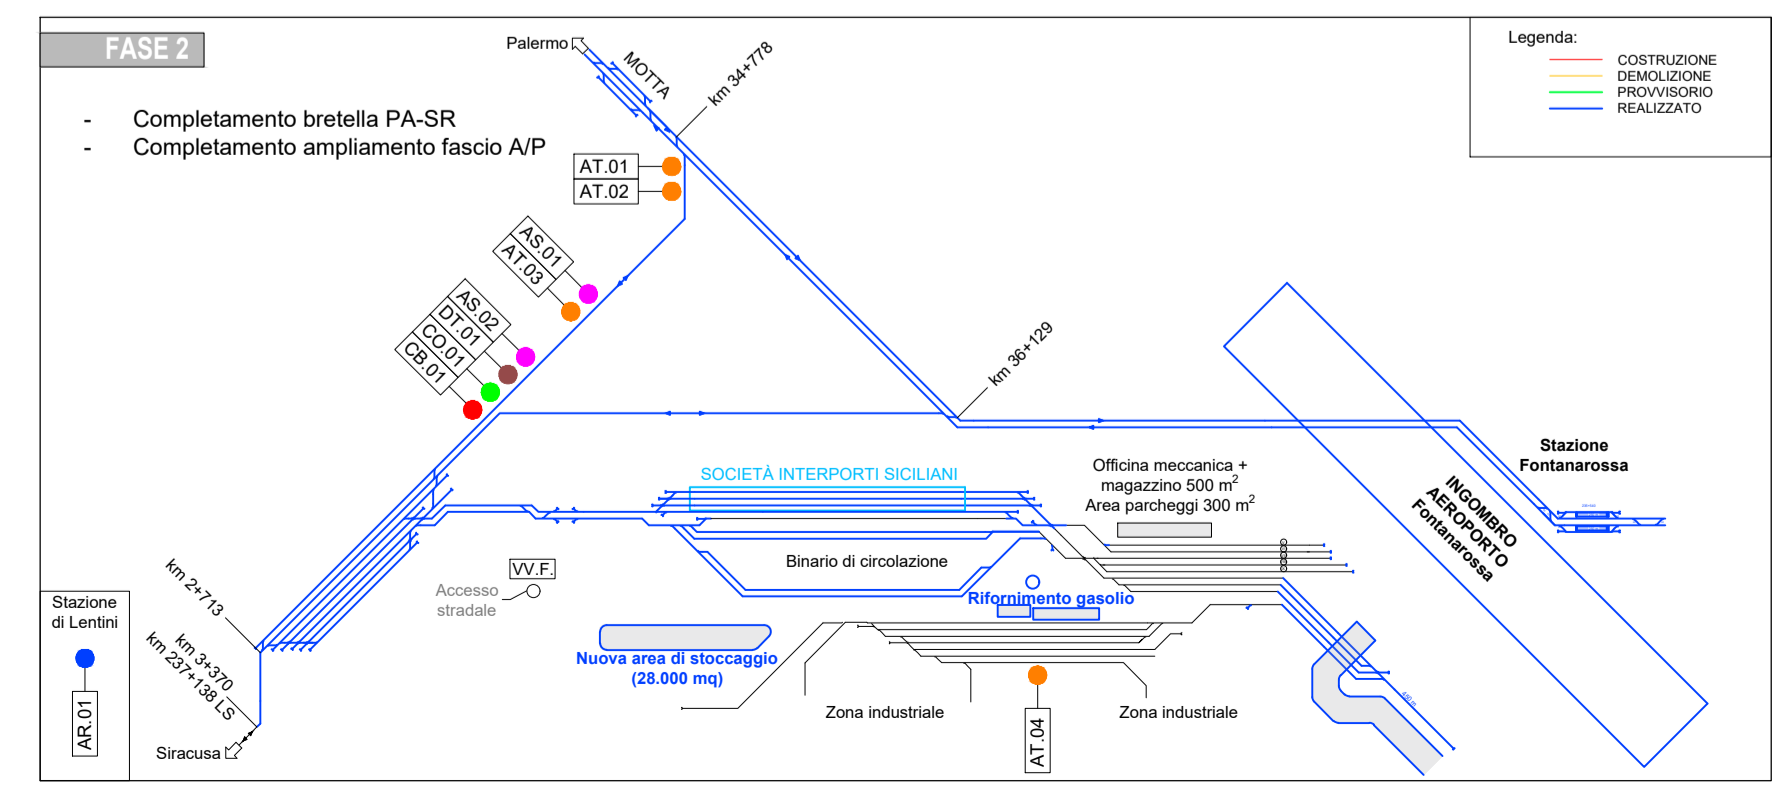 FASE 2
- Completamento bretella PA-SR
- Completamento ampliamento fascio A/P
Palermo
MOTTA
km 34+778
Legenda:
COSTRUZIONE
DEMOLIZIONE
PROVVISORIO
REALIZZATO
AT.01
AT.02
AS.01
AT.03
AS.02
DT.01
CO.01
CB.01
km 36+129
Stazione
Fontanarossa
INGOMBRO
AEROPORTO
Fontanarossa
SOCIETÀ INTERPORTI SICILIANI
Officina meccanica +
magazzino 500 m2
Area parcheggi 300 m2
Binario di circolazione
VV.F.
Accesso
stradale
Rifornimento gasolio
Nuova area di stoccaggio
(28.000 mq)
Zona industriale
Zona industriale
AT.04
450 m
km 2+713
km 3+370
km 237+138 LS
Siracusa
Stazione
di Lentini
AR.01